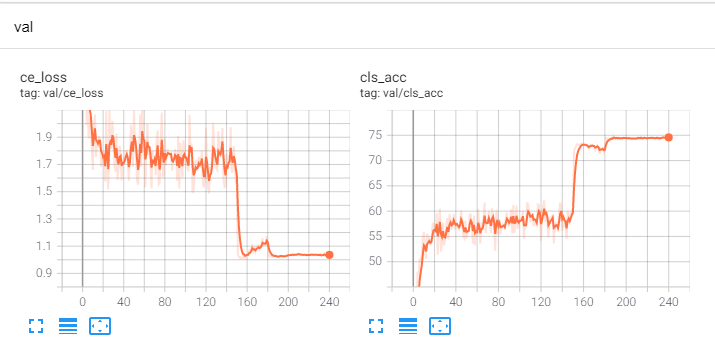 val
ce_loss
tag: val/ce_loss
1.9
1.7
1.5
1.3
1.1
0.9
0 40 80 120 160 200 240
cls_acc
tag: val/cls_acc
75
70
65
60
55
50
0 40 80 120 160 200 240